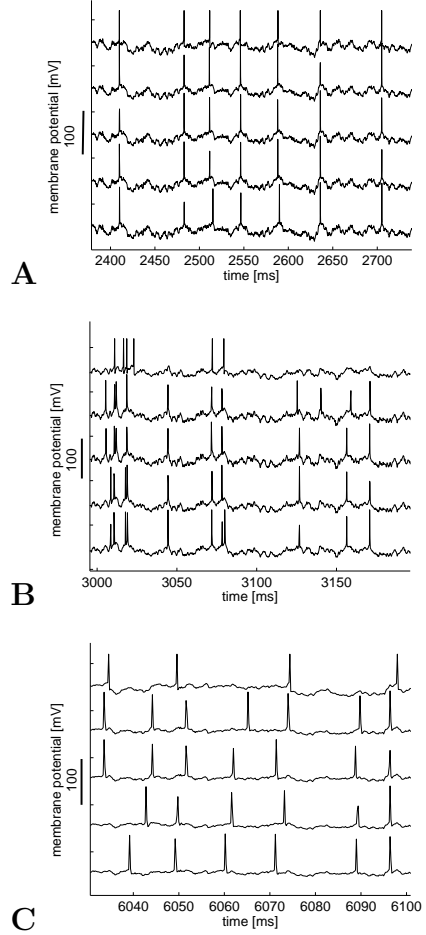 membrane potential [mV]
100
2400 2450 2500 2550 2600 2650 2700
time [ms]
A
membrane potential [mV]
100
3000 3050 3100 3150
time [ms]
B
membrane potential [mV]
100
6040 6050 6060 6070 6080 6090 6100
time [ms]
C